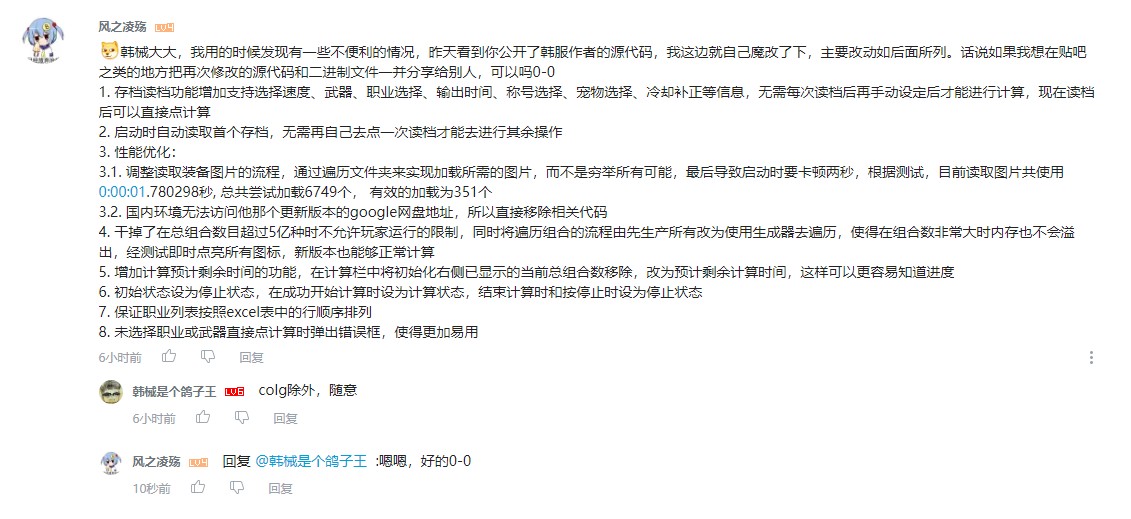 风之凌殇 LV4
韩械大大，我用的时候发现有一些不便利的情况，昨天看到你公开了韩服作者的源代码，我这边就自己魔改了下，主要改动如后面所列。话说如果我想在贴吧
之类的地方把再次修改的源代码和二进制文件一并分享给别人，可以吗0-0
1. 存档读档功能增加支持选择速度、武器、职业选择、输出时间、称号选择、宠物选择、冷却补正等信息，无需每次读档后再手动设定后才能进行计算，现在读档
后可以直接点计算
2. 启动时自动读取首个存档，无需再自己去点一次读档才能去进行其余操作
3. 性能优化：
3.1. 调整读取装备图片的流程，通过遍历文件夹来实现加载所需的图片，而不是穷举所有可能，最后导致启动时要卡顿两秒，根据测试，目前读取图片共使用
0:00:01.780298秒, 总共尝试加载6749个， 有效的加载为351个
3.2. 国内环境无法访问他那个更新版本的google网盘地址，所以直接移除相关代码
4. 干掉了在总组合数目超过5亿种时不允许玩家运行的限制，同时将遍历组合的流程由先生产所有改为使用生成器去遍历，使得在组合数非常大时内存也不会溢
出，经测试即时点亮所有图标，新版本也能够正常计算
5. 增加计算预计剩余时间的功能，在计算栏中将初始化右侧已显示的当前总组合数移除，改为预计剩余计算时间，这样可以更容易知道进度
6. 初始状态设为停止状态，在成功开始计算时设为计算状态，结束计算时和按停止时设为停止状态
7. 保证职业列表按照excel表中的行顺序排列
8. 未选择职业或武器直接点计算时弹出错误框，使得更加易用
6小时前 回复
韩械是个鸽子王 LV6 colg除外，随意
6小时前 回复
风之凌殇 LV4 回复 @韩械是个鸽子王 :嗯嗯，好的0-0
10秒前 回复